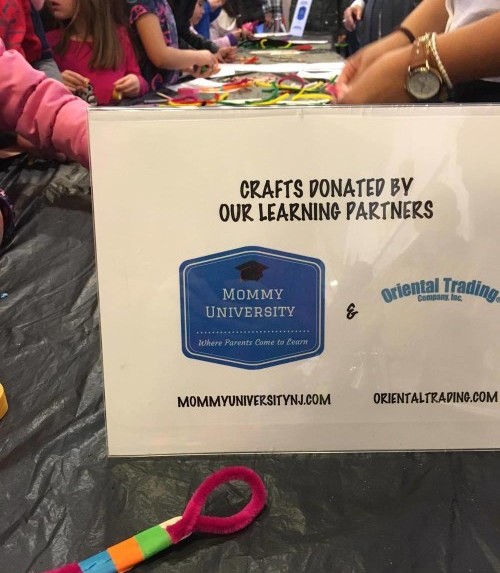 CRAFTS DONATED BY
OUR LEARNING PARTNERS
MOMMY
UNIVERSITY
Where Parents Come to Learn
&
Oriental Trading
Company, Inc.
MOMMYUNIVERSITYNJ.COM
ORIENTALTRADING.COM